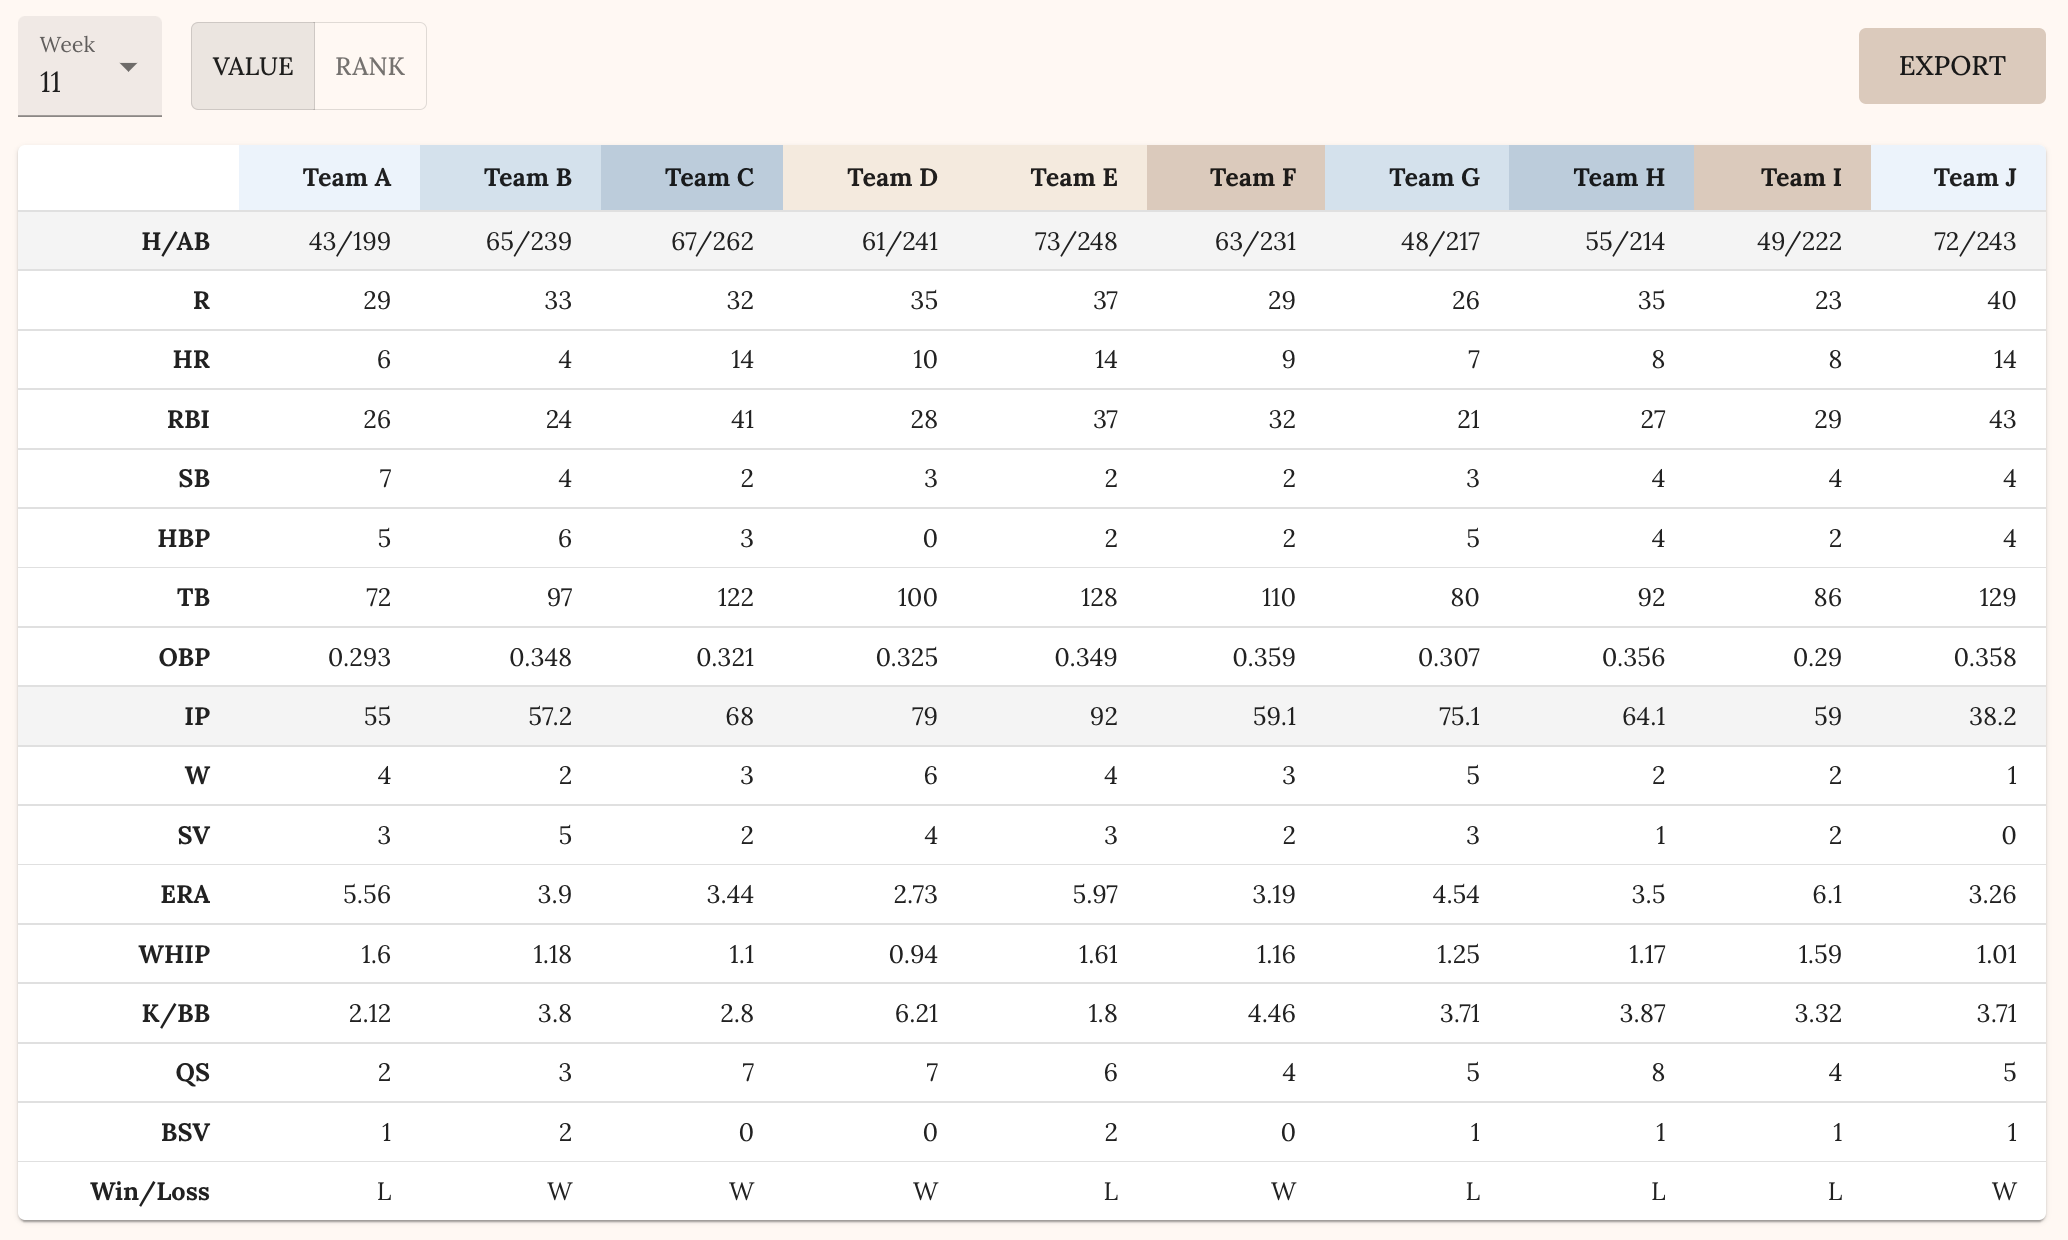 Week
11
VALUE RANK
EXPORT
Team A Team B Team C Team D Team E Team F Team G Team H Team I Team J
H/AB 43/199 65/239 67/262 61/241 73/248 63/231 48/217 55/214 49/222 72/243
R 29 33 32 35 37 29 26 35 23 40
HR 6 4 14 10 14 9 7 8 8 14
RBI 26 24 41 28 37 32 21 27 29 43
SB 7 4 2 3 2 2 3 4 4 4
HBP 5 6 3 0 2 2 5 4 2 4
TB 72 97 122 100 128 110 80 92 86 129
OBP 0.293 0.348 0.321 0.325 0.349 0.359 0.307 0.356 0.29 0.358
IP 55 57.2 68 79 92 59.1 75.1 64.1 59 38.2
W 4 2 3 6 4 3 5 2 2 1
SV 3 5 2 4 3 2 3 1 2 0
ERA 5.56 3.9 3.44 2.73 5.97 3.19 4.54 3.5 6.1 3.26
WHIP 1.6 1.18 1.1 0.94 1.61 1.16 1.25 1.17 1.59 1.01
K/BB 2.12 3.8 2.8 6.21 1.8 4.46 3.71 3.87 3.32 3.71
QS 2 3 7 7 6 4 5 8 4 5
BSV 1 2 0 0 2 0 1 1 1 1
Win/Loss L W W W L W L L L W